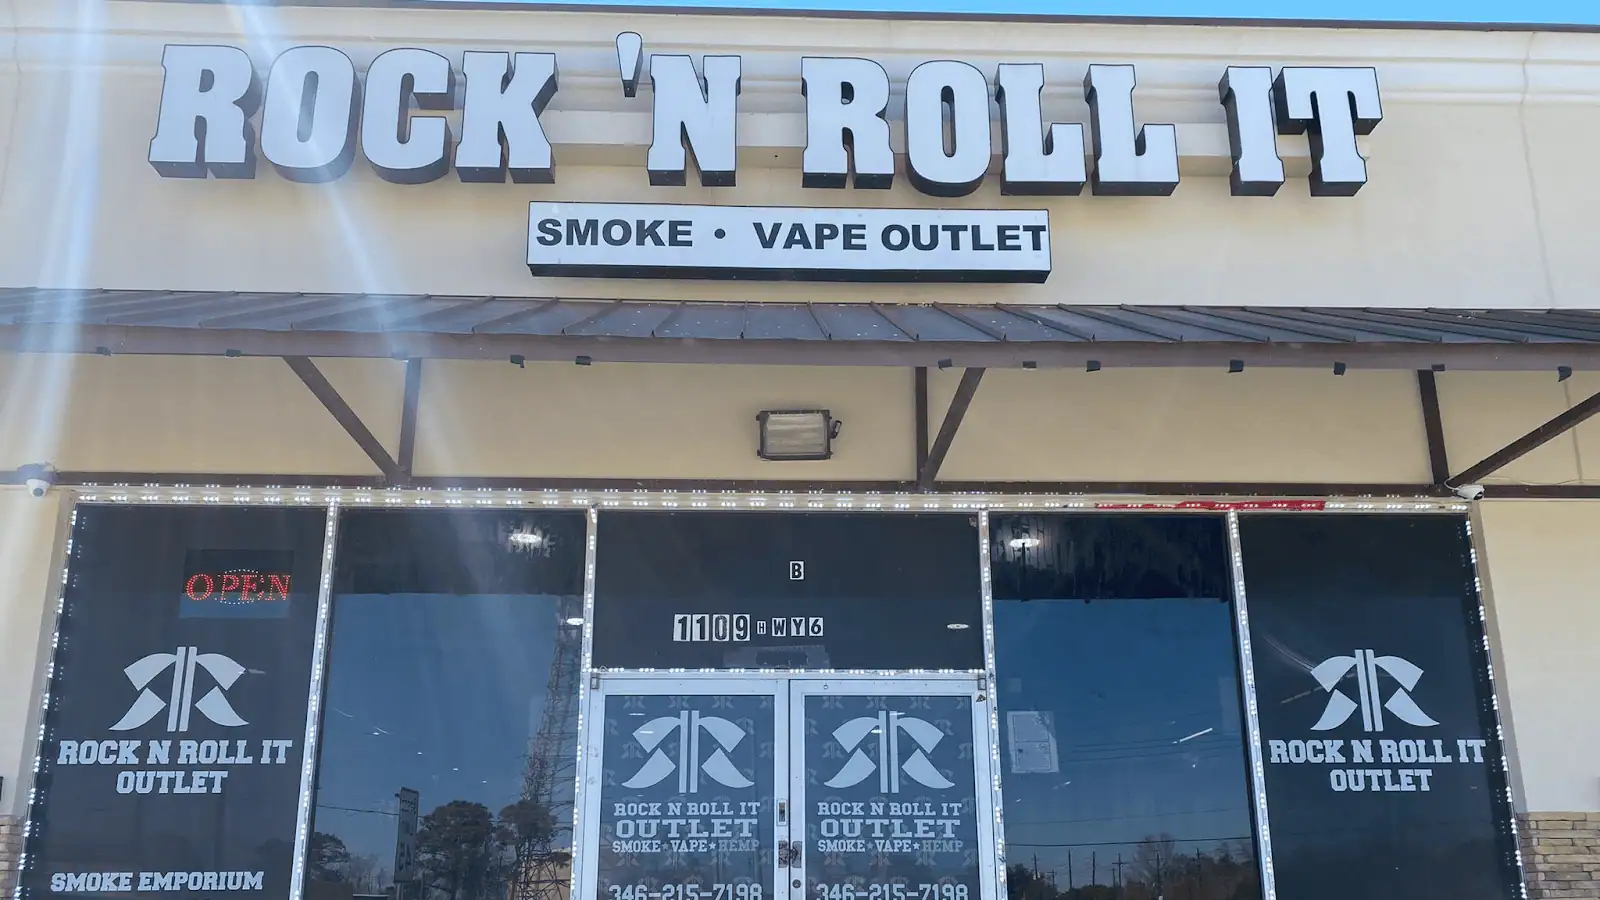 ROCK 'N ROLL IT
SMOKE • VAPE OUTLET
OPEN
B
1109 HWY6
ROCK N ROLL IT
OUTLET
SMOKE EMPORIUM
ROCK N ROLL IT
OUTLET
SMOKE★VAPE★HEMP
346-215-7198
ROCK N ROLL IT
OUTLET
SMOKE★VAPE★HEMP
346-215-7198
ROCK N ROLL IT
OUTLET